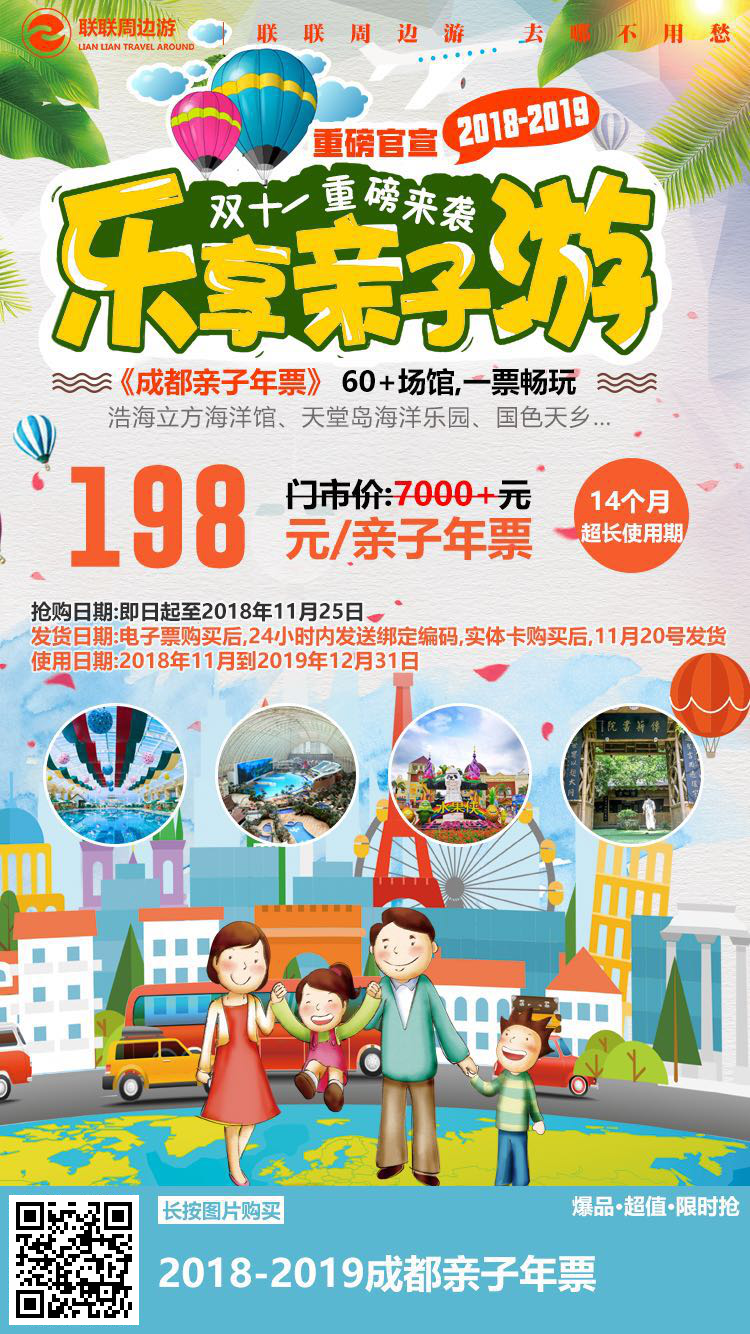 联联周边游
LIAN LIAN TRAVEL AROUND
联联周边游 去哪不用愁
重磅官宣
2018-2019
双十一重磅来袭
乐享亲子游
《成都亲子年票》 60+场馆,一票畅玩
浩海立方海洋馆、天堂岛海洋乐园、国色天乡...
198
门市价:7000+元
元/亲子年票
14个月
超长使用期
抢购日期:即日起至2018年11月25日
发货日期:电子票购买后,24小时内发送绑定编码,实体卡购买后,11月20号发货
使用日期:2018年11月到2019年12月31日
水果侠
长按图片购买
爆品·超值·限时抢
2018-2019成都亲子年票